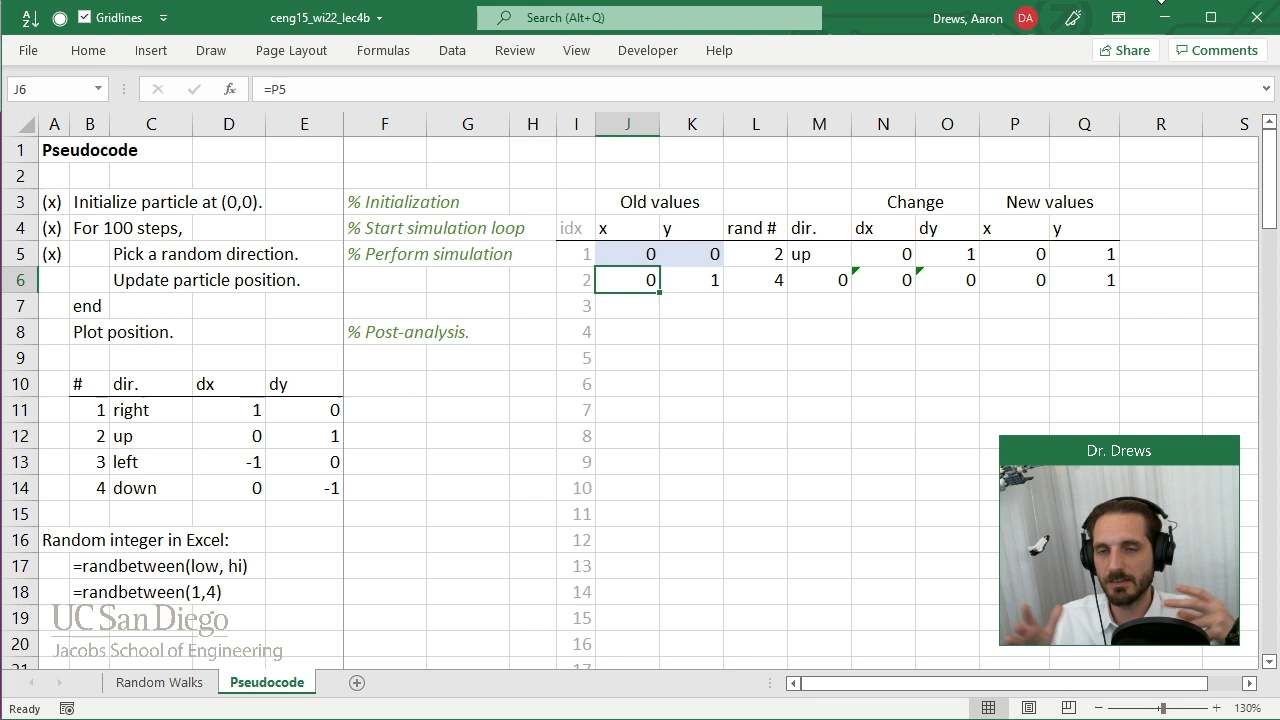 Gridlines
ceng15_wi22_lec4b
Search (Alt+Q)
Drews, Aaron
DA
File Home Insert Draw Page Layout Formulas Data Review View Developer Help
Share
Comments
J6
fx
=P5
A B C D E F G H I J K L M N O P Q R S
1 Pseudocode
2
3 (x) Initialize particle at (0,0). % Initialization Old values Change New values
4 (x) For 100 steps, % Start simulation loop idx x y rand # dir. dx dy x y
5 (x) Pick a random direction. % Perform simulation 1 0 0 2 up 0 1 0 1
6 Update particle position. 2 0 1 4 0 0 0 0 1
7 end 3
8 Plot position. % Post-analysis. 4
9 5
10 # dir. dx dy 6
11 1 right 1 0 7
12 2 up 0 1 8
13 3 left -1 0 9
14 4 down 0 -1 10
15 11
16 Random integer in Excel: 12
17 =randbetween(low, hi) 13
18 =randbetween(1,4) 14
19 15
20 16
21 17
UC San Diego
Jacobs School of Engineering
Dr. Drews
Random Walks
Pseudocode
Ready
130%